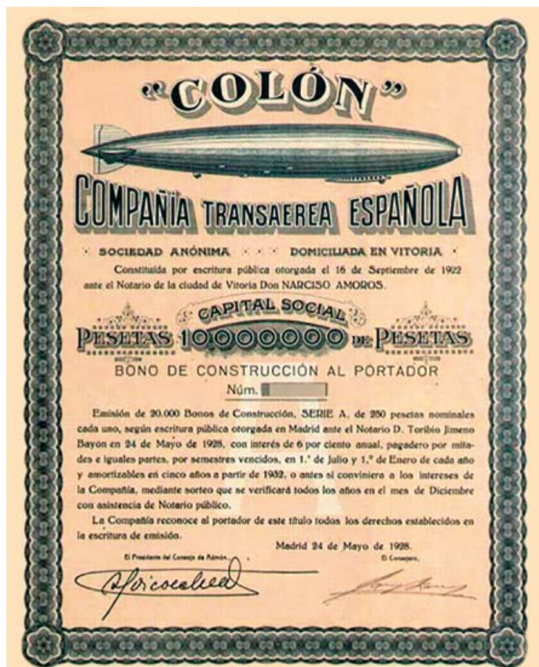 "COLÓN"
COMPAÑÍA TRANSAEREA ESPAÑOLA
SOCIEDAD ANÓNIMA · · · DOMICILIADA EN VITORIA
Constituída por escritura pública otorgada el 16 de Septiembre de 1922
ante el Notario de la ciudad de Vitoria Don NARCISO AMOROS.
CAPITAL SOCIAL
PESETAS 10000000 DE PESETAS
BONO DE CONSTRUCCIÓN AL PORTADOR
Núm.
Emisión de 20.000 Bonos de Construcción, SERIE A, de 250 pesetas nominales
cada uno, según escritura pública otorgada en Madrid ante el Notario D. Toribio Jimeno
Bayón en 24 de Mayo de 1928, con interés de 6 por ciento anual, pagadero por mita-
des e iguales partes, por semestres vencidos, en 1.º de Julio y 1.º de Enero de cada año
y amortizables en cinco años a partir de 1932, o antes si conviniera a los intereses de
la Compañía, mediante sorteo que se verificará todos los años en el mes de Diciembre
con asistencia de Notario público.
La Compañía reconoce al portador de este título todos los derechos establecidos en
la escritura de emisión.
Madrid 24 de Mayo de 1928.
El Presidente del Consejo de Admón.
El Consejero,